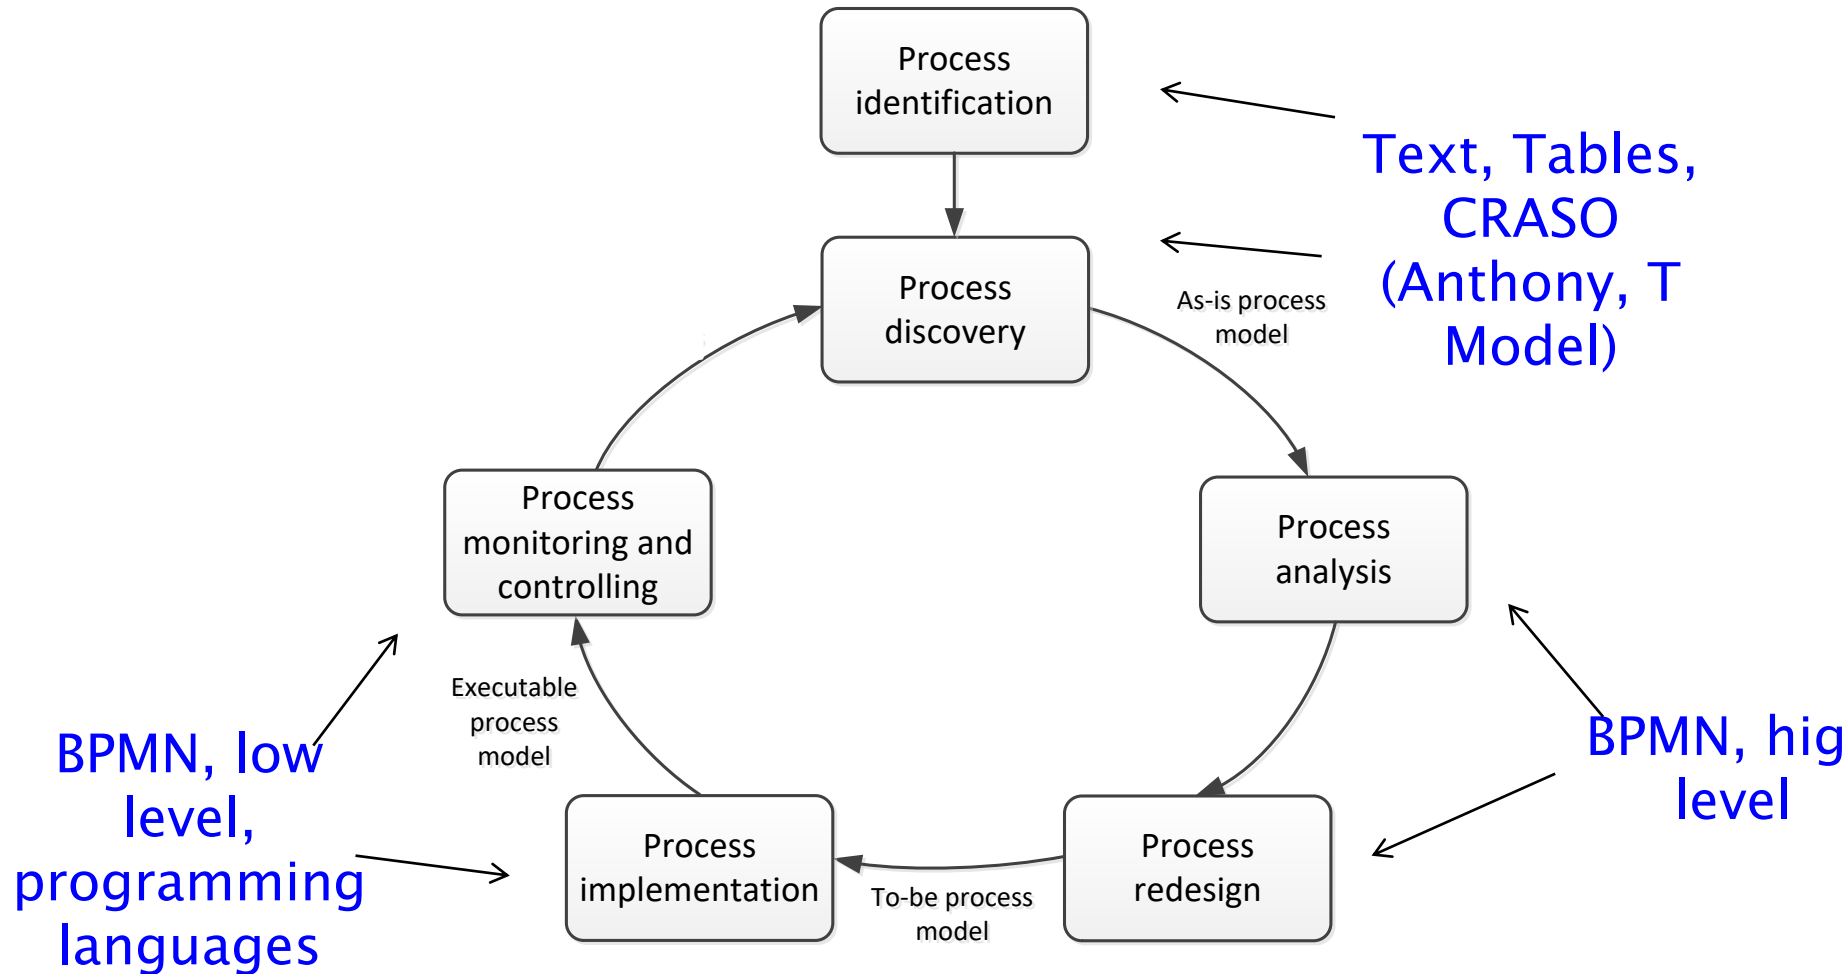 Process
identification
Text, Tables,
CRASO
(Anthony, T
Model)
Process
discovery
As-is process
model
Process
monitoring and
controlling
Process
analysis
Executable
process
model
BPMN, low
level,
programming
languages
BPMN, hig
level
Process
implementation
To-be process
model
Process
redesign